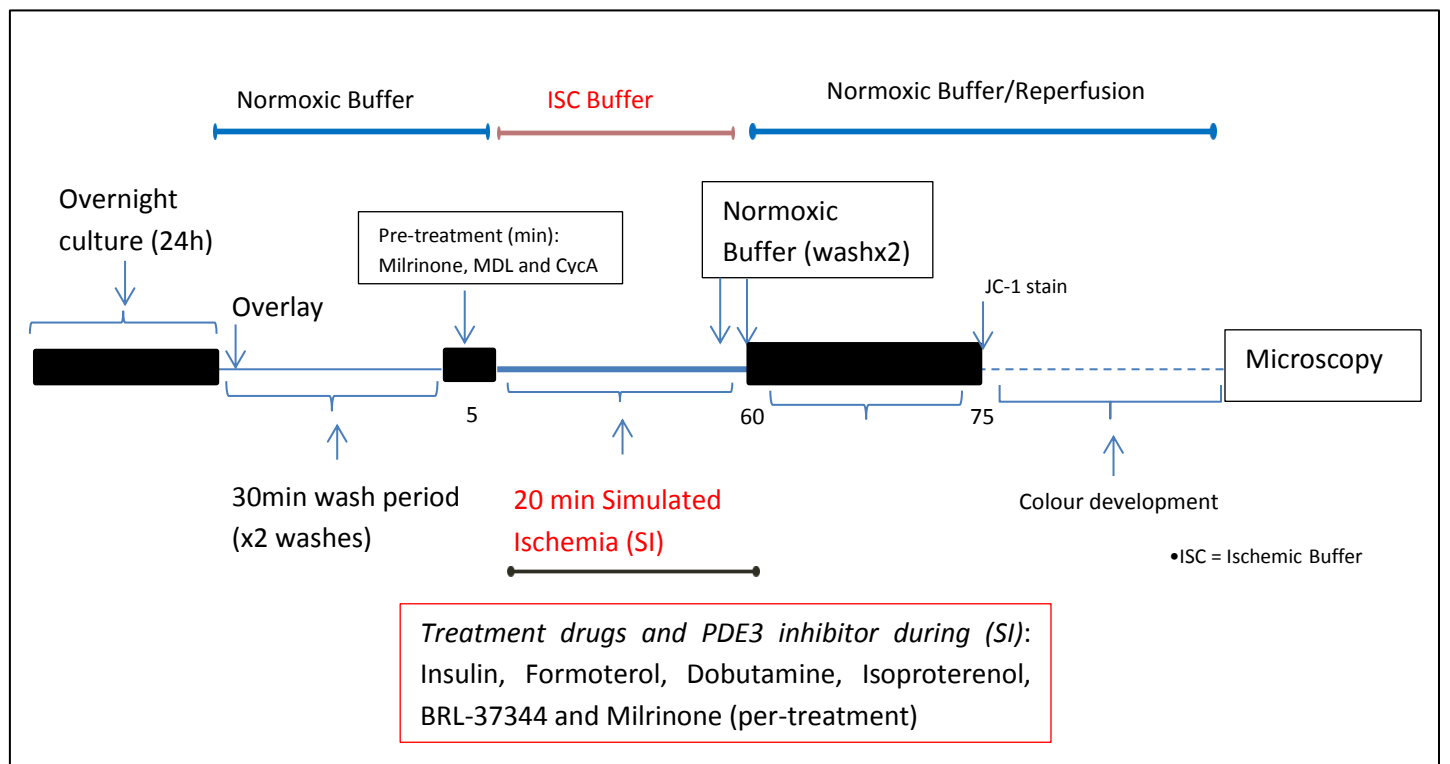 Normoxic Buffer
ISC Buffer
Normoxic Buffer/Reperfusion
Overnight
culture (24h)
Pre-treatment (min):
Milrinone, MDL and CycA
Normoxic
Buffer (washx2)
Overlay
JC-1 stain
Microscopy
5
60
75
30min wash period
(x2 washes)
20 min Simulated
Ischemia (SI)
Colour development
•ISC = Ischemic Buffer
Treatment drugs and PDE3 inhibitor during (SI):
Insulin, Formoterol, Dobutamine, Isoproterenol,
BRL-37344 and Milrinone (per-treatment)